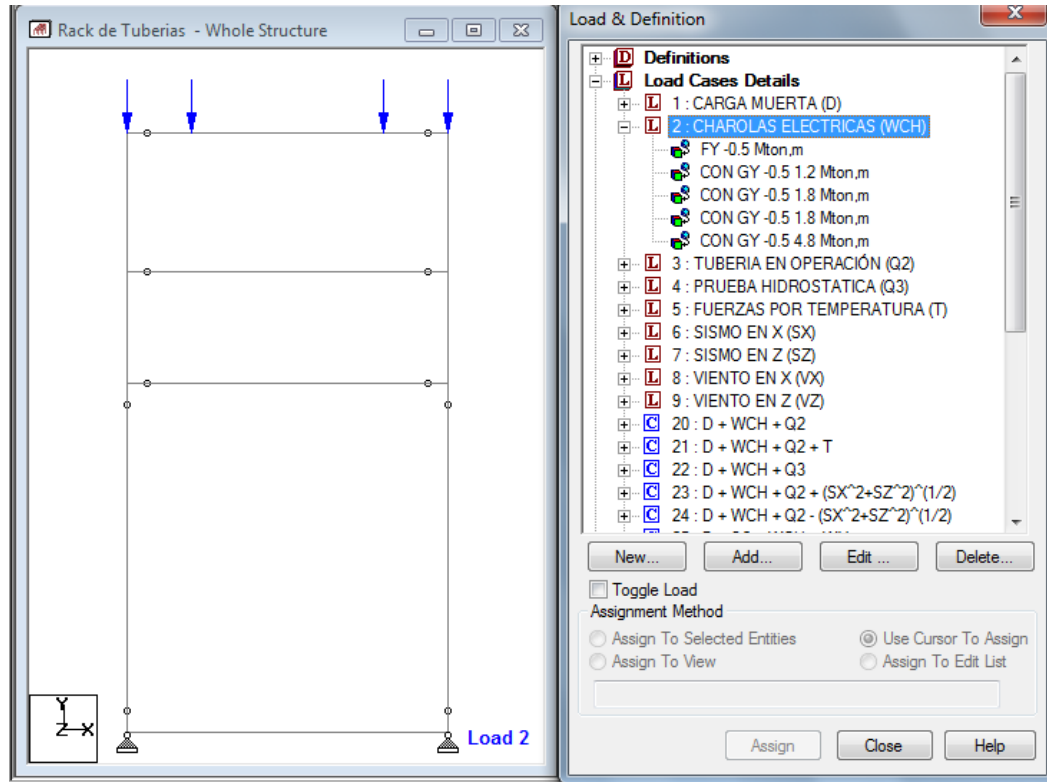 Rack de Tuberias - Whole Structure
Y
Z X
Load 2
Load & Definition
D Definitions
L Load Cases Details
L 1 : CARGA MUERTA (D)
L 2 : CHAROLAS ELECTRICAS (WCH)
FY -0.5 Mton,m
CON GY -0.5 1.2 Mton,m
CON GY -0.5 1.8 Mton,m
CON GY -0.5 1.8 Mton,m
CON GY -0.5 4.8 Mton,m
L 3 : TUBERIA EN OPERACIÓN (Q2)
L 4 : PRUEBA HIDROSTATICA (Q3)
L 5 : FUERZAS POR TEMPERATURA (T)
L 6 : SISMO EN X (SX)
L 7 : SISMO EN Z (SZ)
L 8 : VIENTO EN X (VX)
L 9 : VIENTO EN Z (VZ)
C 20 : D + WCH + Q2
C 21 : D + WCH + Q2 + T
C 22 : D + WCH + Q3
C 23 : D + WCH + Q2 + (SX^2+SZ^2)^(1/2)
C 24 : D + WCH + Q2 - (SX^2+SZ^2)^(1/2)
New... Add... Edit ... Delete...
Toggle Load
Assignment Method
Assign To Selected Entities Use Cursor To Assign
Assign To View Assign To Edit List
Assign Close Help